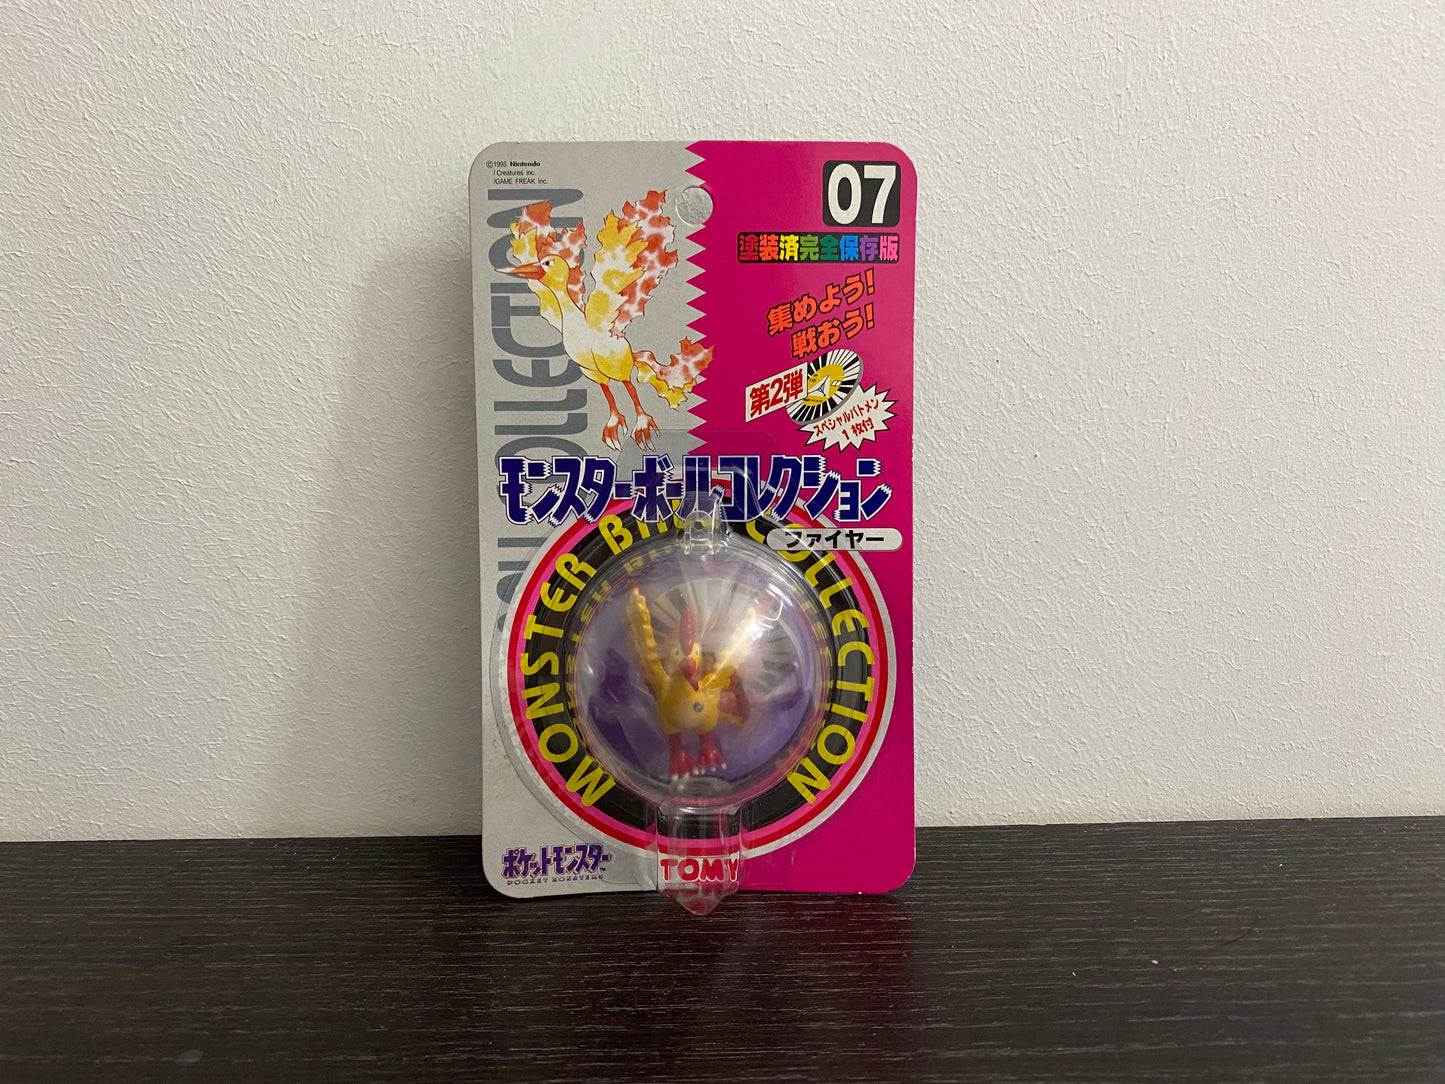 ©1995 Nintendo
/Creatures inc.
/GAME FREAK inc.
07
塗装済完全保存版
集めよう!
戦おう!
第2弾
スペシャルバトメン
1枚付
モンスターボールコレクション
ファイヤー
MONSTER BALL COLLECTION
ポケットモンスター
POCKET MONSTERS
TOMY